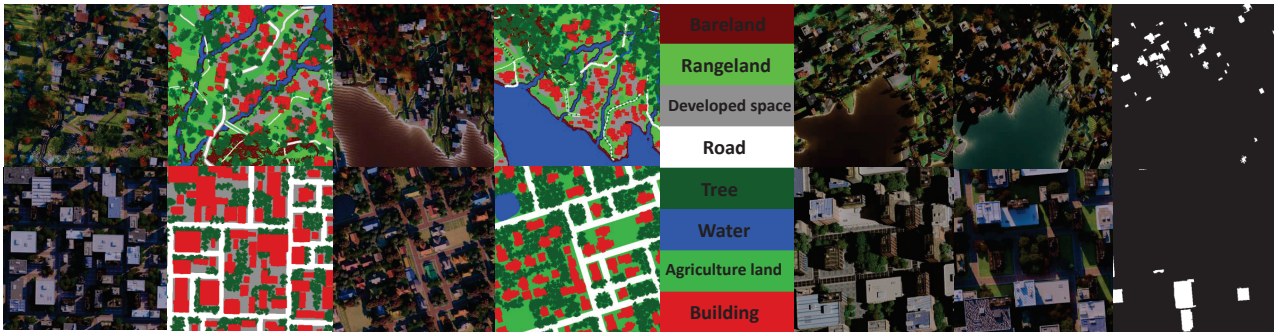 Bareland
Rangeland
Developed space
Road
Tree
Water
Agriculture land
Building